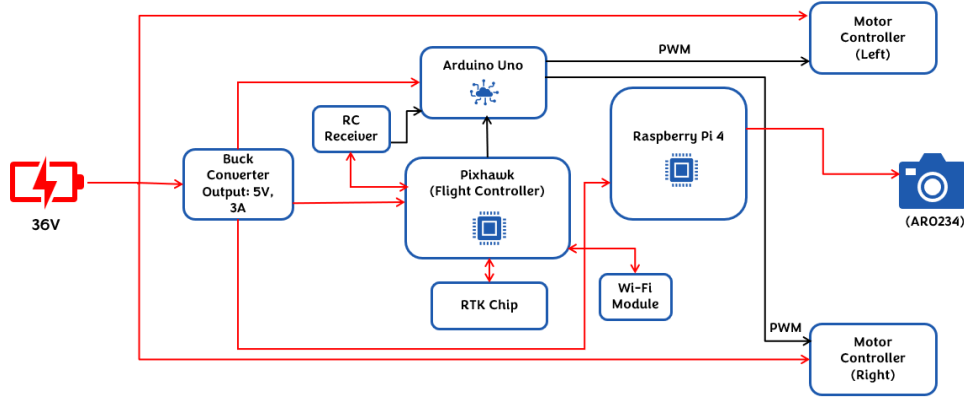 Motor
Controller
(Left)
PWM
Arduino Uno
RC
Receiver
Raspberry Pi 4
Buck
Converter
Output: 5V,
3A
Pixhawk
(Flight Controller)
36V
(ARO234)
Wi-Fi
Module
RTK Chip
PWM
Motor
Controller
(Right)